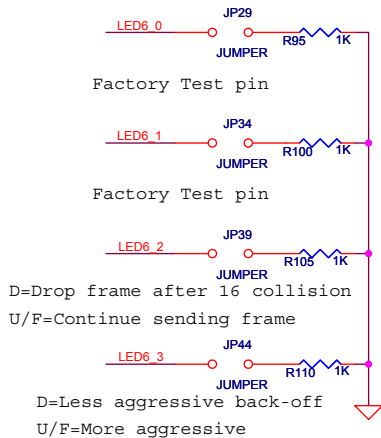 JP29
LED6_0
R95 1K
JUMPER
Factory Test pin
JP34
LED6_1
R100 1K
JUMPER
Factory Test pin
JP39
LED6_2
R105 1K
JUMPER
D=Drop frame after 16 collision
U/F=Continue sending frame
JP44
LED6_3
R110 1K
JUMPER
D=Less aggressive back-off
U/F=More aggressive